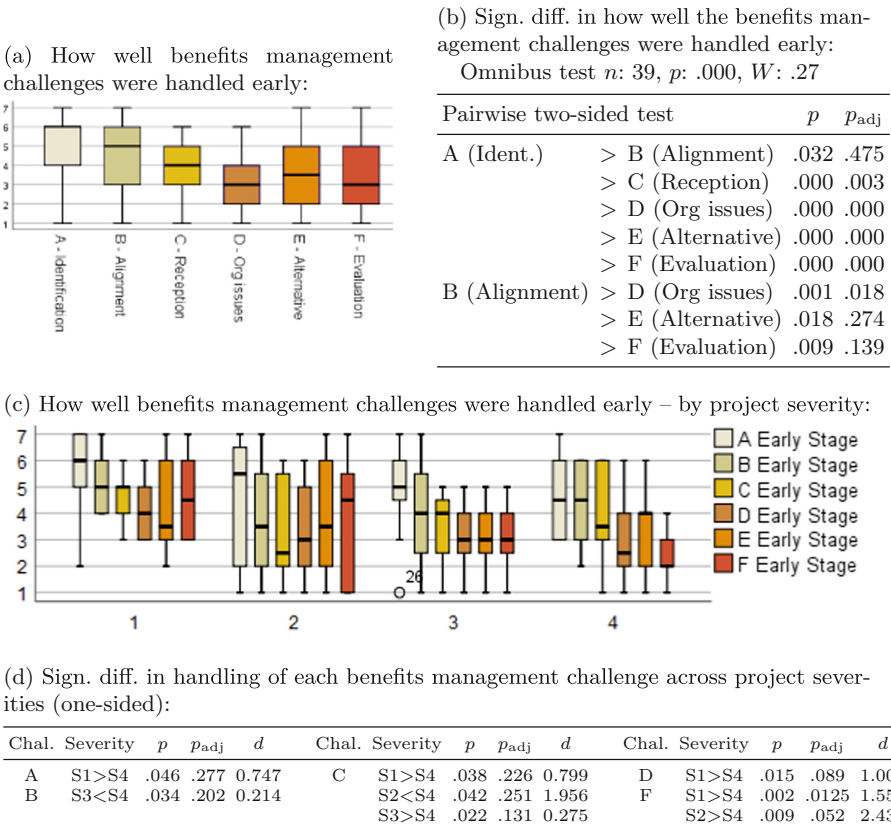 (a) How well benefits management
challenges were handled early:
7
6
5
4
3
2
1
A - Identification
B - Alignment
C - Reception
D - Org issues
E - Alternative
F - Evaluation
(b) Sign. diff. in how well the benefits man-
agement challenges were handled early:
Omnibus test n: 39, p: .000, W: .27
Pairwise two-sided test p p_adj
A (Ident.) > B (Alignment) .032 .475
> C (Reception) .000 .003
> D (Org issues) .000 .000
> E (Alternative) .000 .000
> F (Evaluation) .000 .000
B (Alignment) > D (Org issues) .001 .018
> E (Alternative) .018 .274
> F (Evaluation) .009 .139
(c) How well benefits management challenges were handled early – by project severity:
7
6
5
4
3
2
1
26
1 2 3 4
A Early Stage
B Early Stage
C Early Stage
D Early Stage
E Early Stage
F Early Stage
(d) Sign. diff. in handling of each benefits management challenge across project sever-
ities (one-sided):
Chal. Severity p p_adj d Chal. Severity p p_adj d Chal. Severity p p_adj d
A S1>S4 .046 .277 0.747 C S1>S4 .038 .226 0.799 D S1>S4 .015 .089 1.00
B S3<S4 .034 .202 0.214 S2<S4 .042 .251 1.956 F S1>S4 .002 .0125 1.55
S3>S4 .022 .131 0.275 S2>S4 .009 .052 2.43